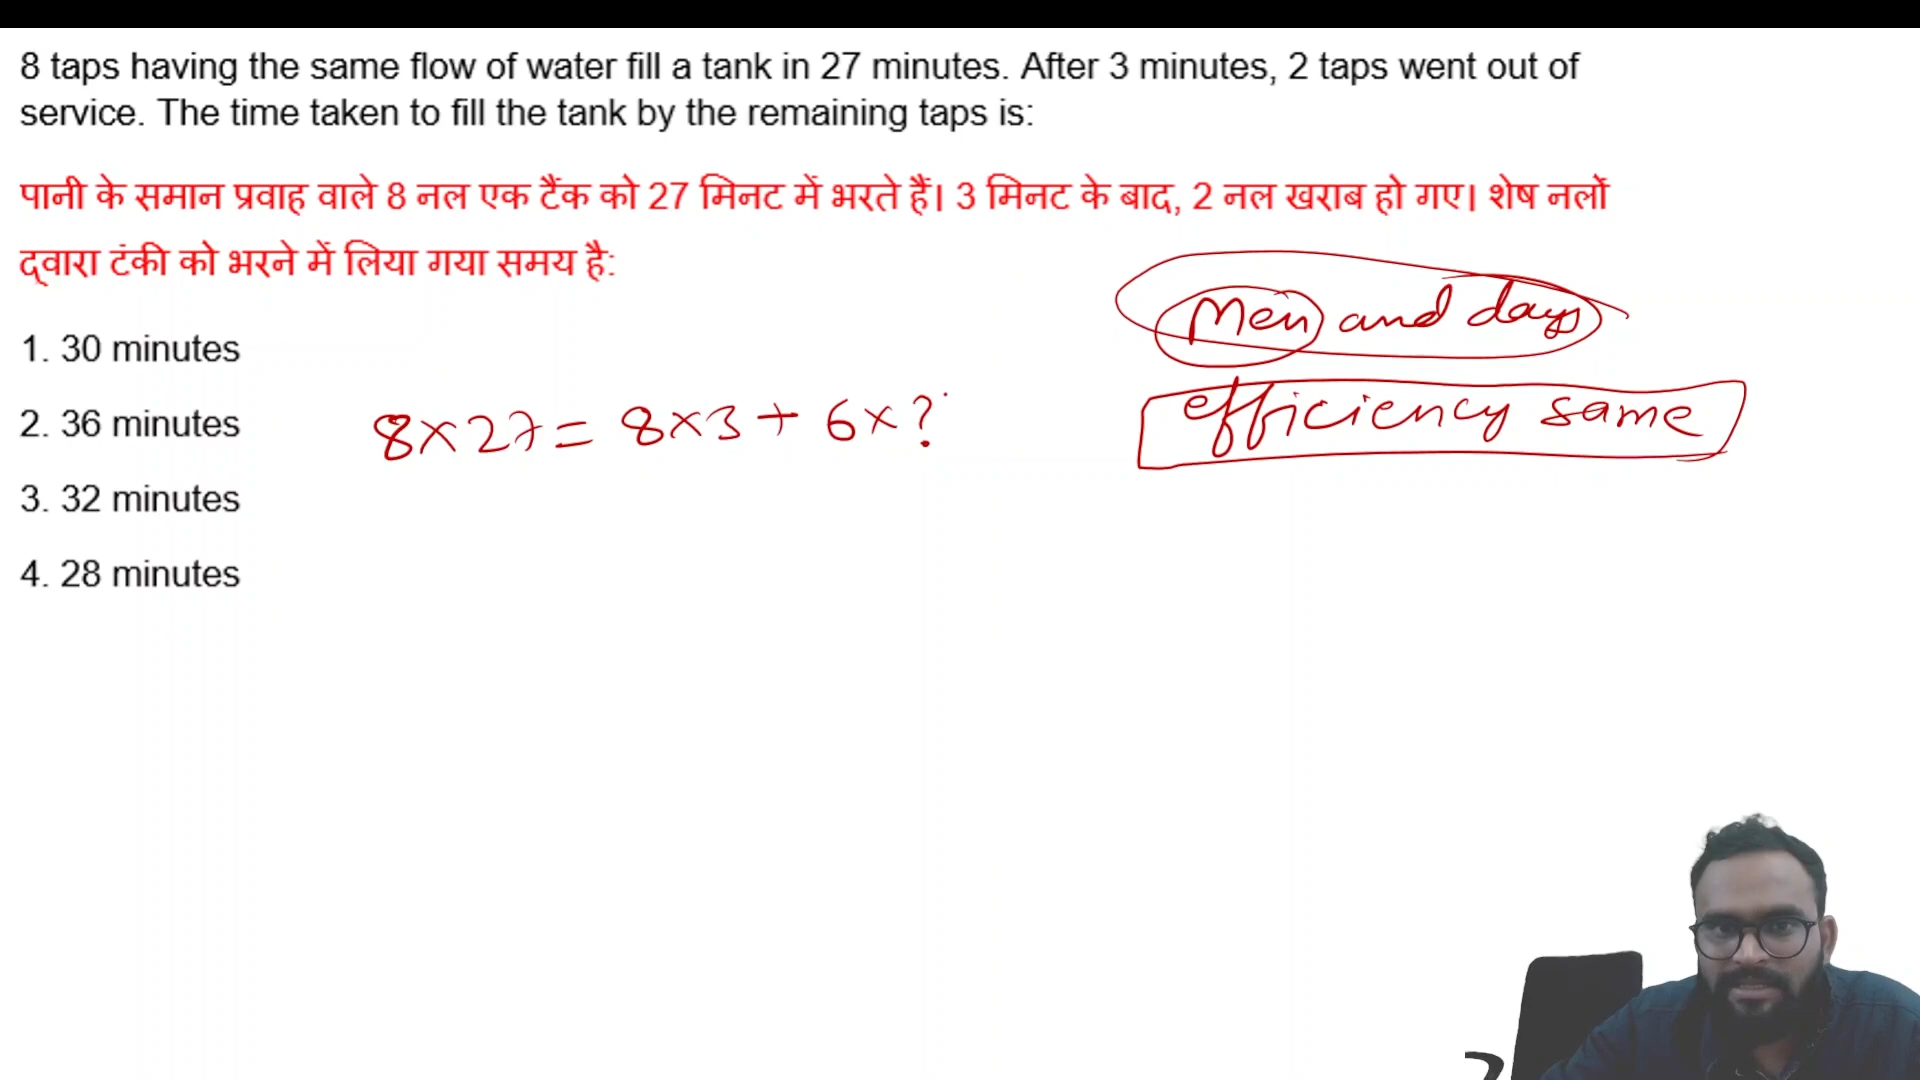 8 taps having the same flow of water fill a tank in 27 minutes. After 3 minutes, 2 taps went out of
service. The time taken to fill the tank by the remaining taps is:
पानी के समान प्रवाह वाले 8 नल एक टैंक को 27 मिनट में भरते हैं। 3 मिनट के बाद, 2 नल खराब हो गए। शेष नलों
द्वारा टंकी को भरने में लिया गया समय है:
Men and days
1. 30 minutes
efficiency same
2. 36 minutes
8×27 = 8×3 + 6×?
3. 32 minutes
4. 28 minutes